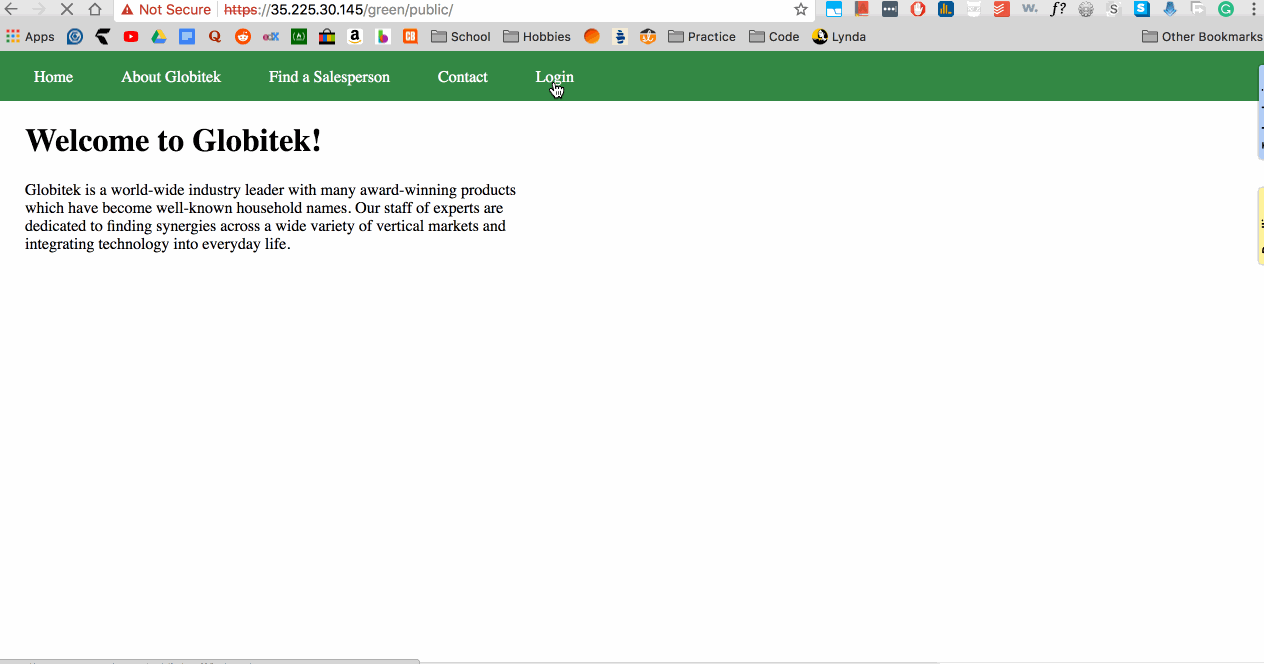 Not Secure https://35.225.30.145/green/public/
Apps School Hobbies Practice Code Lynda Other Bookmarks
Home About Globitek Find a Salesperson Contact Login
Welcome to Globitek!
Globitek is a world-wide industry leader with many award-winning products
which have become well-known household names. Our staff of experts are
dedicated to finding synergies across a wide variety of vertical markets and
integrating technology into everyday life.